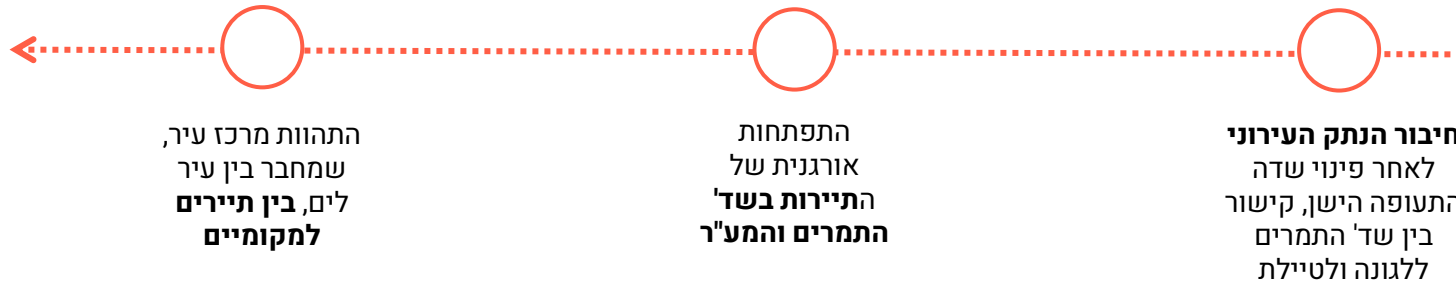 חיבור הנתק העירוני
לאחר פינוי שדה
התעופה הישן, קישור
בין שד' התמרים
ללגונה ולטיילת
התפתחות
אורגנית של
התיירות בשד'
התמרים והמע"ר
התהוות מרכז עיר,
שמחבר בין עיר
לים, בין תיירים
למקומיים